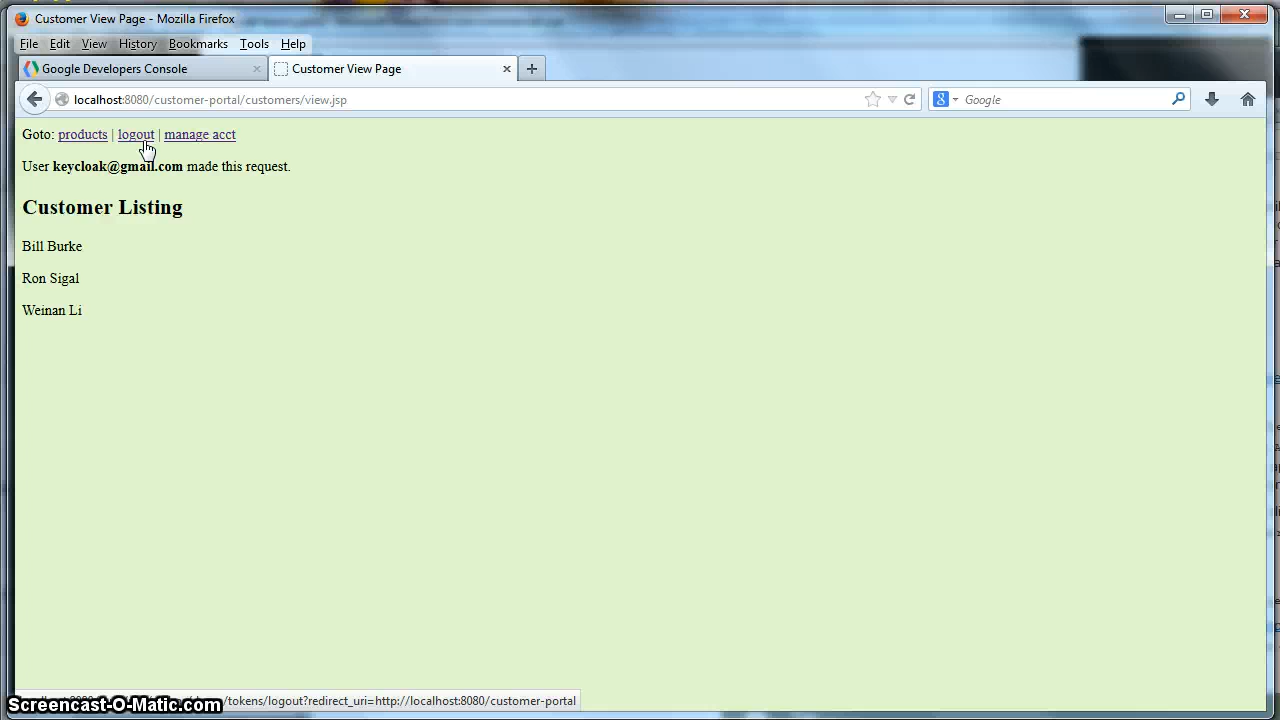 Customer View Page - Mozilla Firefox
File Edit View History Bookmarks Tools Help
Google Developers Console
Customer View Page
localhost:8080/customer-portal/customers/view.jsp
Google
Goto: products | logout | manage acct
User keycloak@gmail.com made this request.
Customer Listing
Bill Burke
Ron Sigal
Weinan Li
/tokens/logout?redirect_uri=http://localhost:8080/customer-portal
Screencast-O-Matic.com